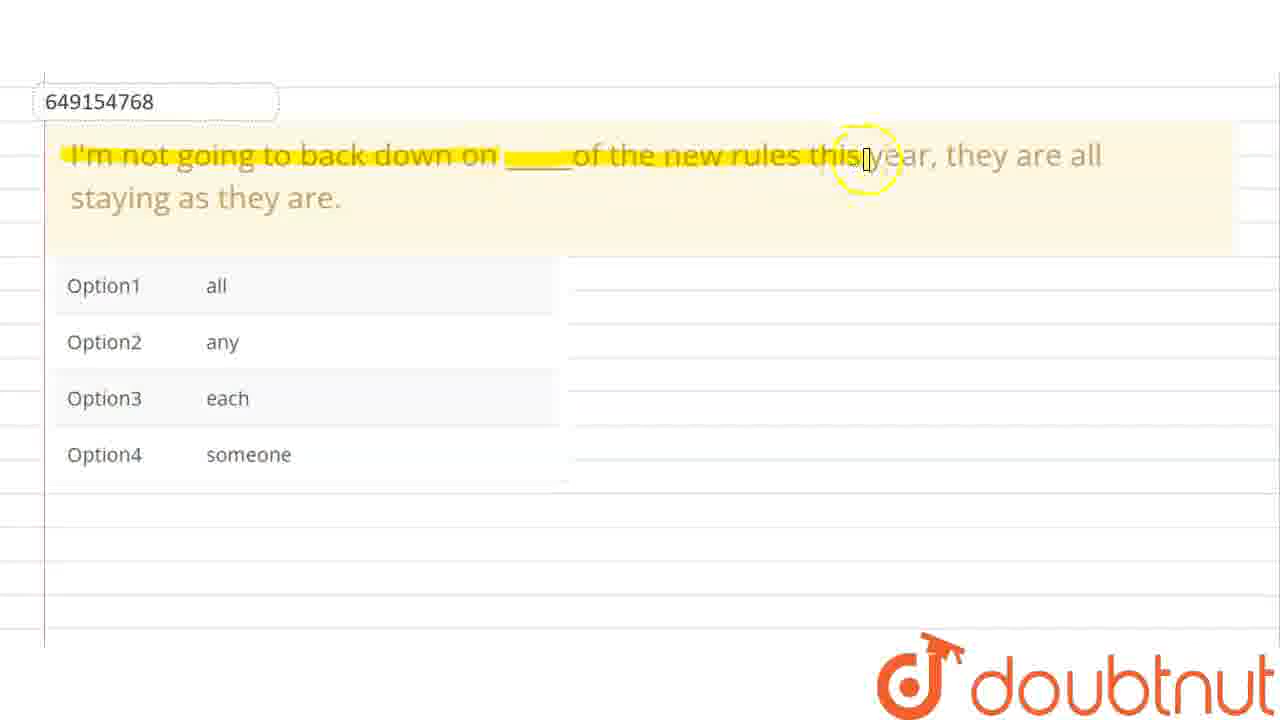 649154768
I'm not going to back down on _____ of the new rules this year, they are all
staying as they are.
Option1 all
Option2 any
Option3 each
Option4 someone
doubtnut